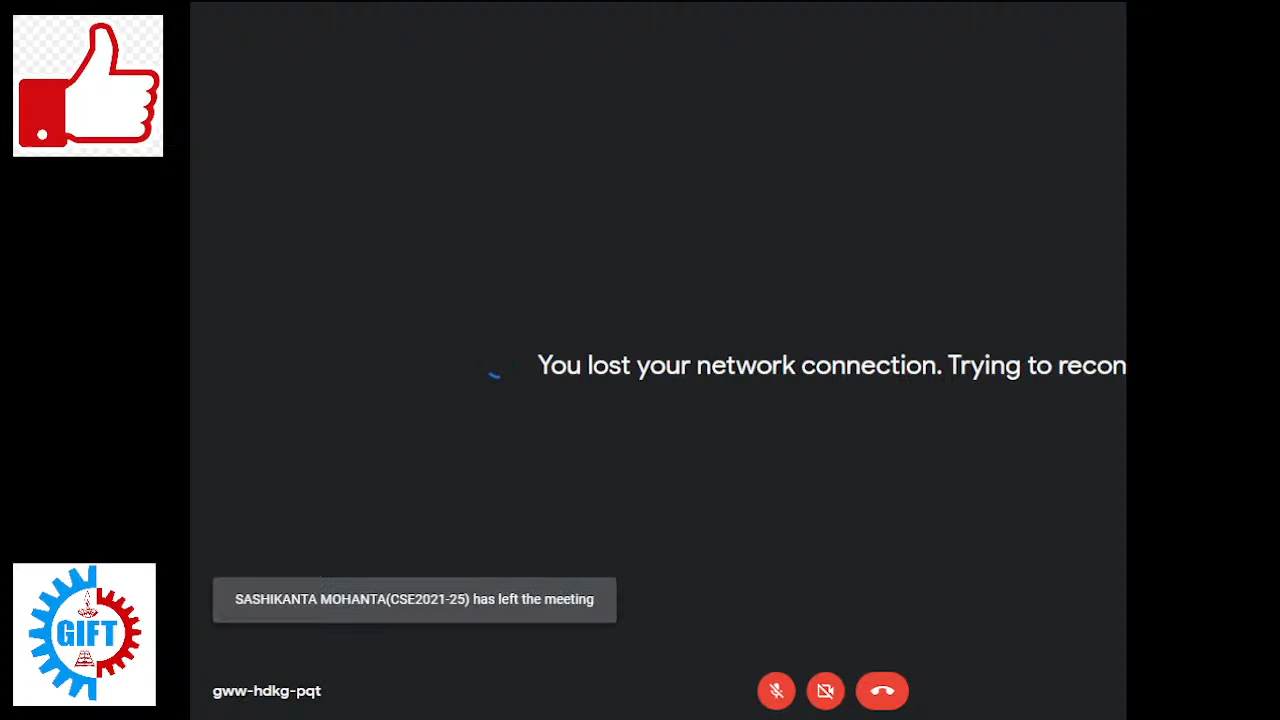 You lost your network connection. Trying to recon
SASHIKANTA MOHANTA(CSE2021-25) has left the meeting
GIFT
gww-hdkg-pqt